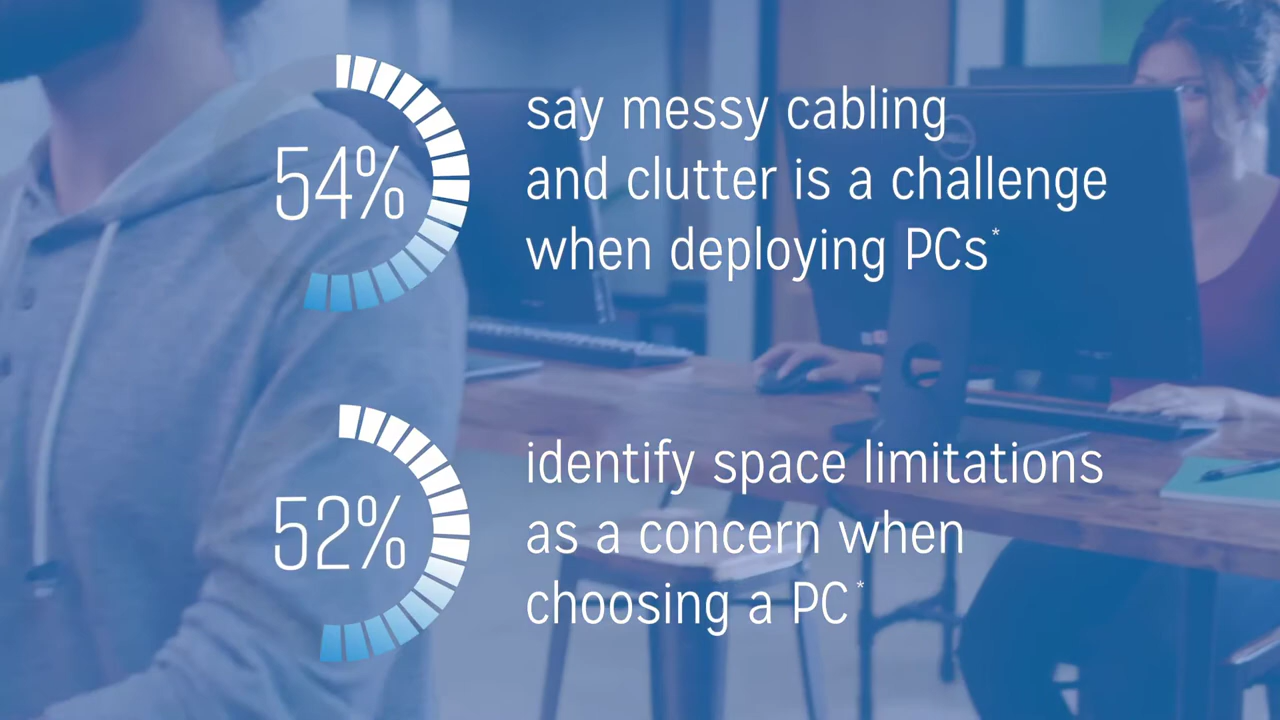 54%
say messy cabling
and clutter is a challenge
when deploying PCs*
52%
identify space limitations
as a concern when
choosing a PC*